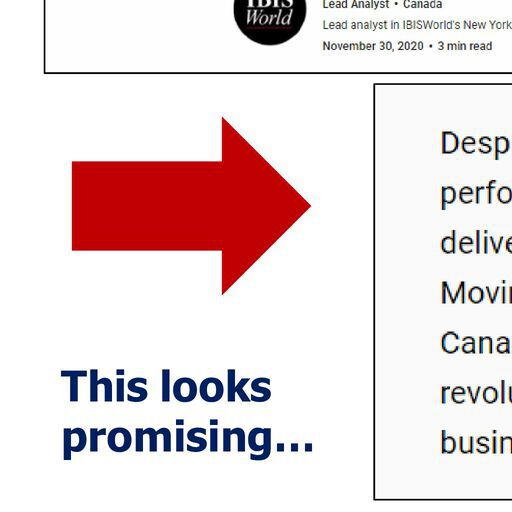 IBIS
World
Lead Analyst • Canada
Lead analyst in IBISWorld's New York
November 30, 2020 • 3 min read
Desp
perfo
delive
Movin
Cana
revolu
busin
This looks
promising...